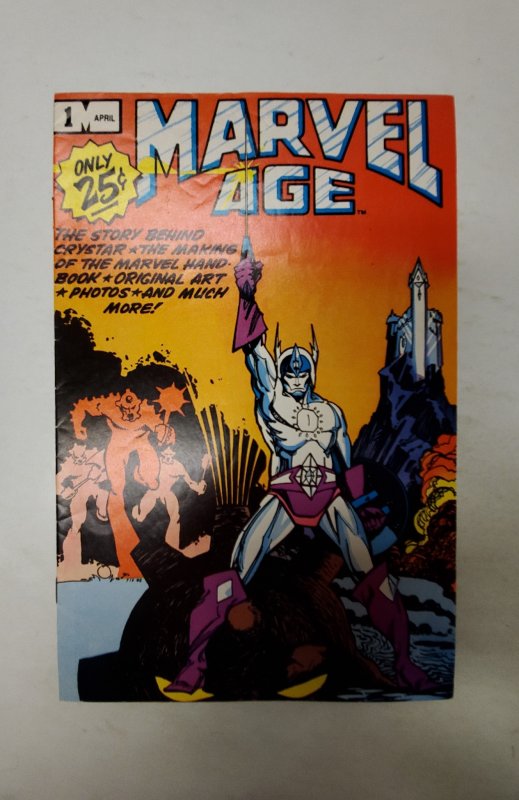 1 M APRIL
MARVEL
AGE™
ONLY
25¢
THE STORY BEHIND
CRYSTAR ★ THE MAKING
OF THE MARVEL HAND-
BOOK ★ ORIGINAL ART
★ PHOTOS ★ AND MUCH
MORE!